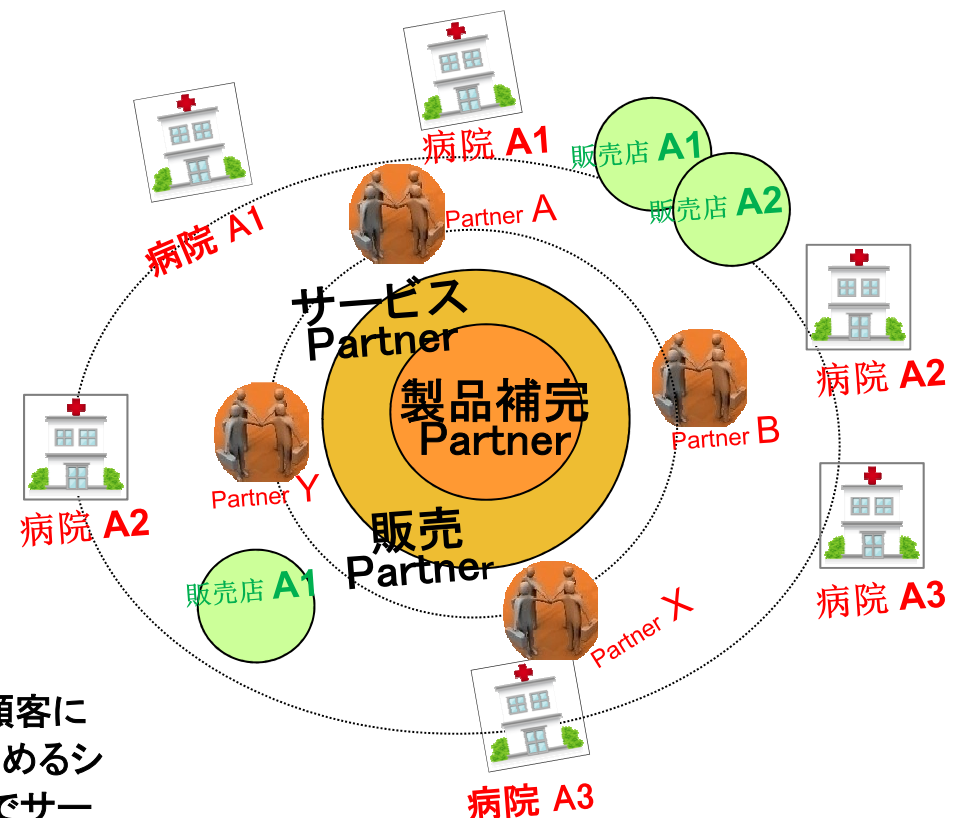 病院 A1
病院 A1
販売店 A1
販売店 A2
Partner A
サービス
Partner
病院 A2
製品補完
Partner
Partner B
Partner Y
病院 A2
販売
Partner
販売店 A1
病院 A3
Partner X
顧客に
めるシ
でサー
病院 A3